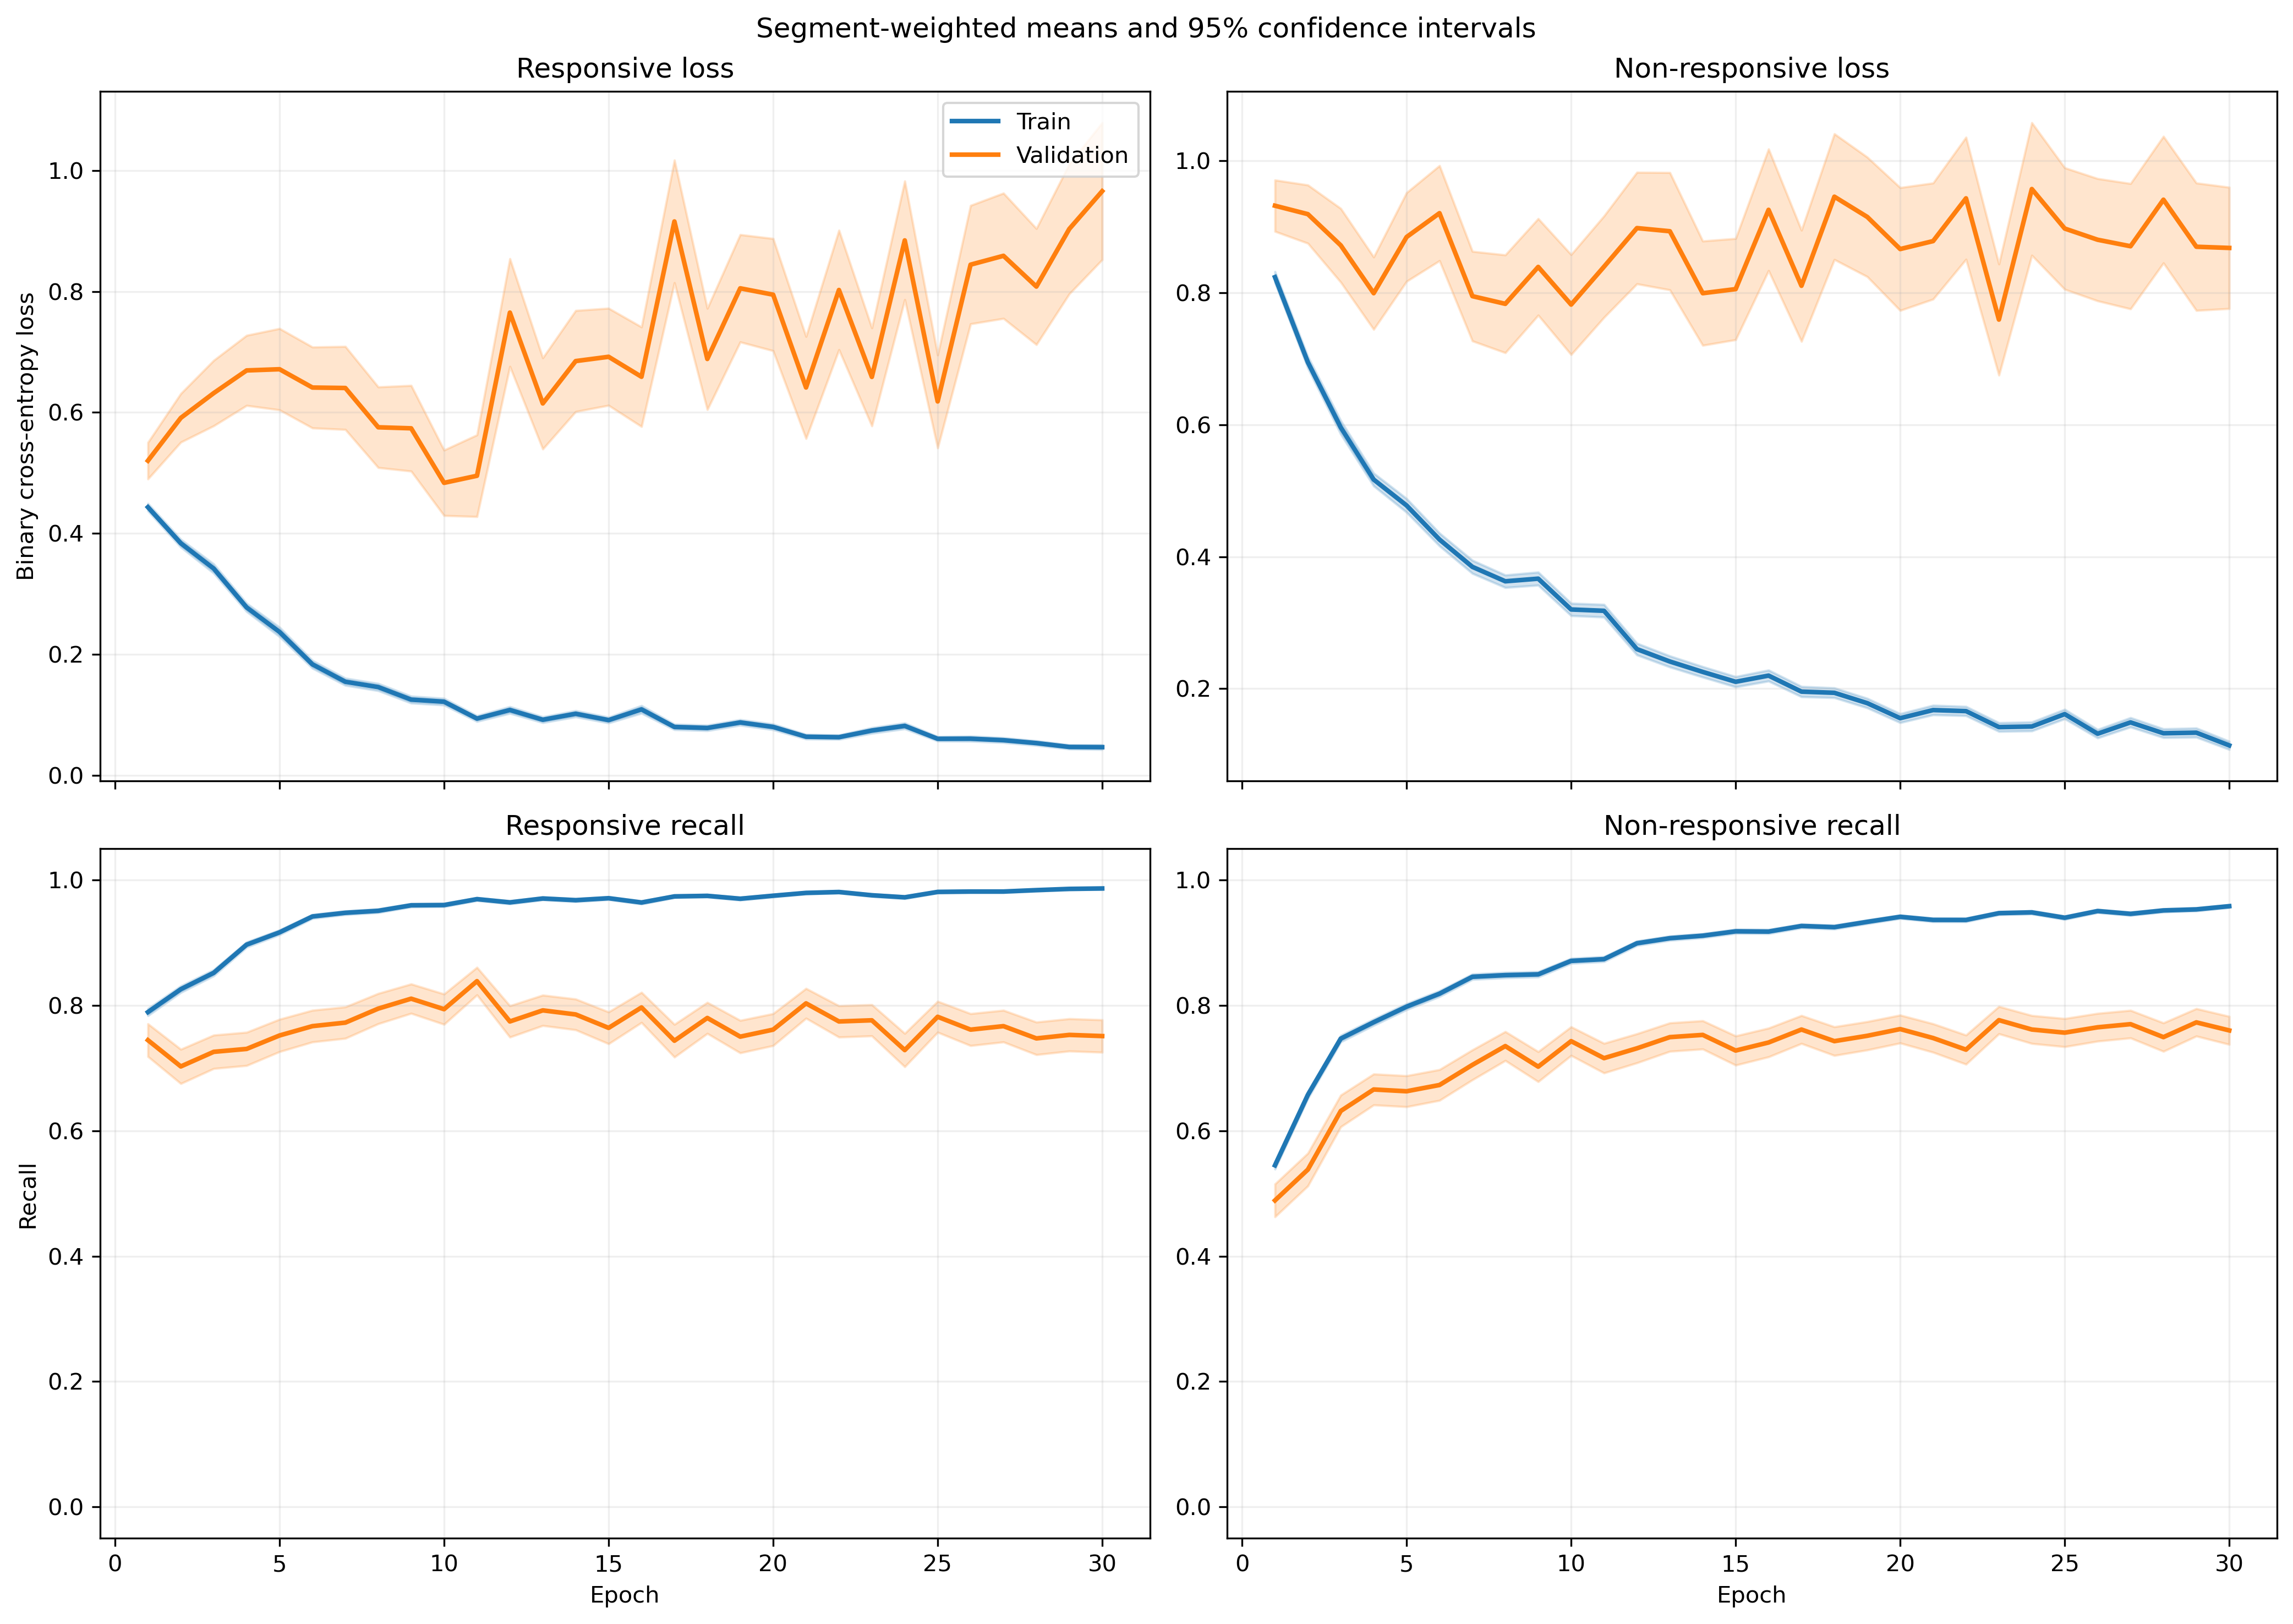 Segment-weighted means and 95% confidence intervals
Responsive loss
Non-responsive loss
Train
Validation
Binary cross-entropy loss
1.0
0.8
0.6
0.4
0.2
0.0
1.0
0.8
0.6
0.4
0.2
Responsive recall
Non-responsive recall
Recall
1.0
0.8
0.6
0.4
0.2
0.0
0 5 10 15 20 25 30
Epoch
1.0
0.8
0.6
0.4
0.2
0.0
0 5 10 15 20 25 30
Epoch